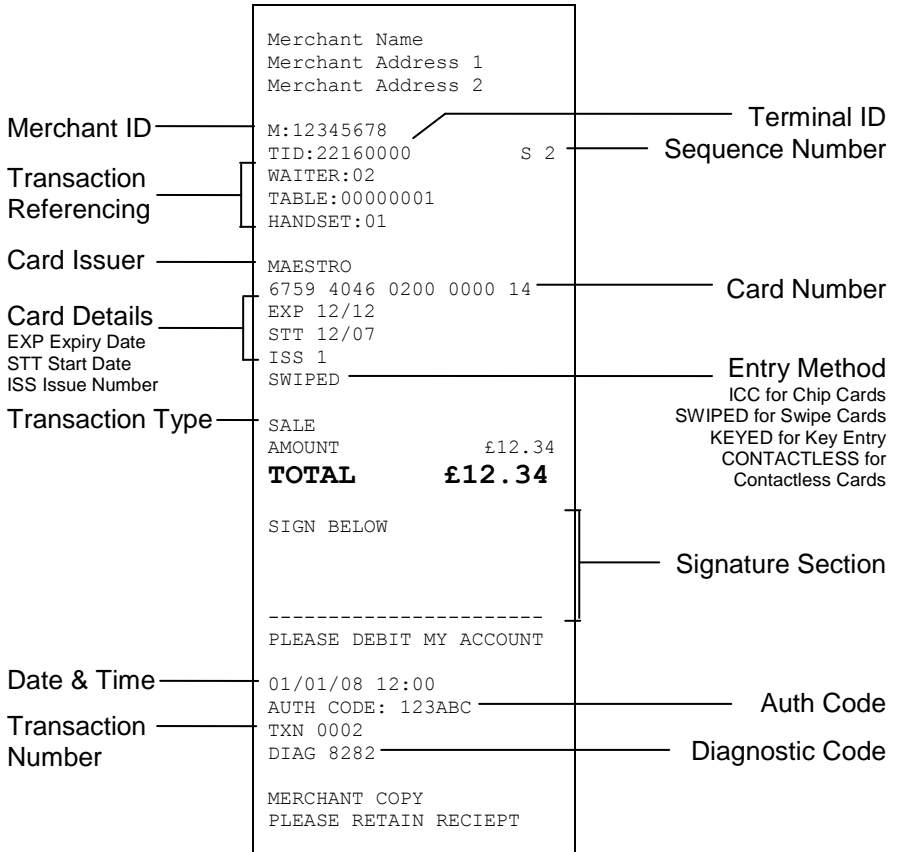 Merchant Name
Merchant Address 1
Merchant Address 2
Merchant ID
M:12345678
Terminal ID
TID:22160000 S 2
Sequence Number
Transaction
Referencing
WAITER:02
TABLE:00000001
HANDSET:01
Card Issuer
MAESTRO
6759 4046 0200 0000 14
Card Number
Card Details
EXP Expiry Date
STT Start Date
ISS Issue Number
EXP 12/12
STT 12/07
ISS 1
SWIPED
Entry Method
ICC for Chip Cards
SWIPED for Swipe Cards
KEYED for Key Entry
CONTACTLESS for
Contactless Cards
Transaction Type
SALE
AMOUNT £12.34
TOTAL £12.34
SIGN BELOW
Signature Section
-----------------------
PLEASE DEBIT MY ACCOUNT
Date & Time
01/01/08 12:00
AUTH CODE: 123ABC
Auth Code
Transaction
Number
TXN 0002
DIAG 8282
Diagnostic Code
MERCHANT COPY
PLEASE RETAIN RECIEPT